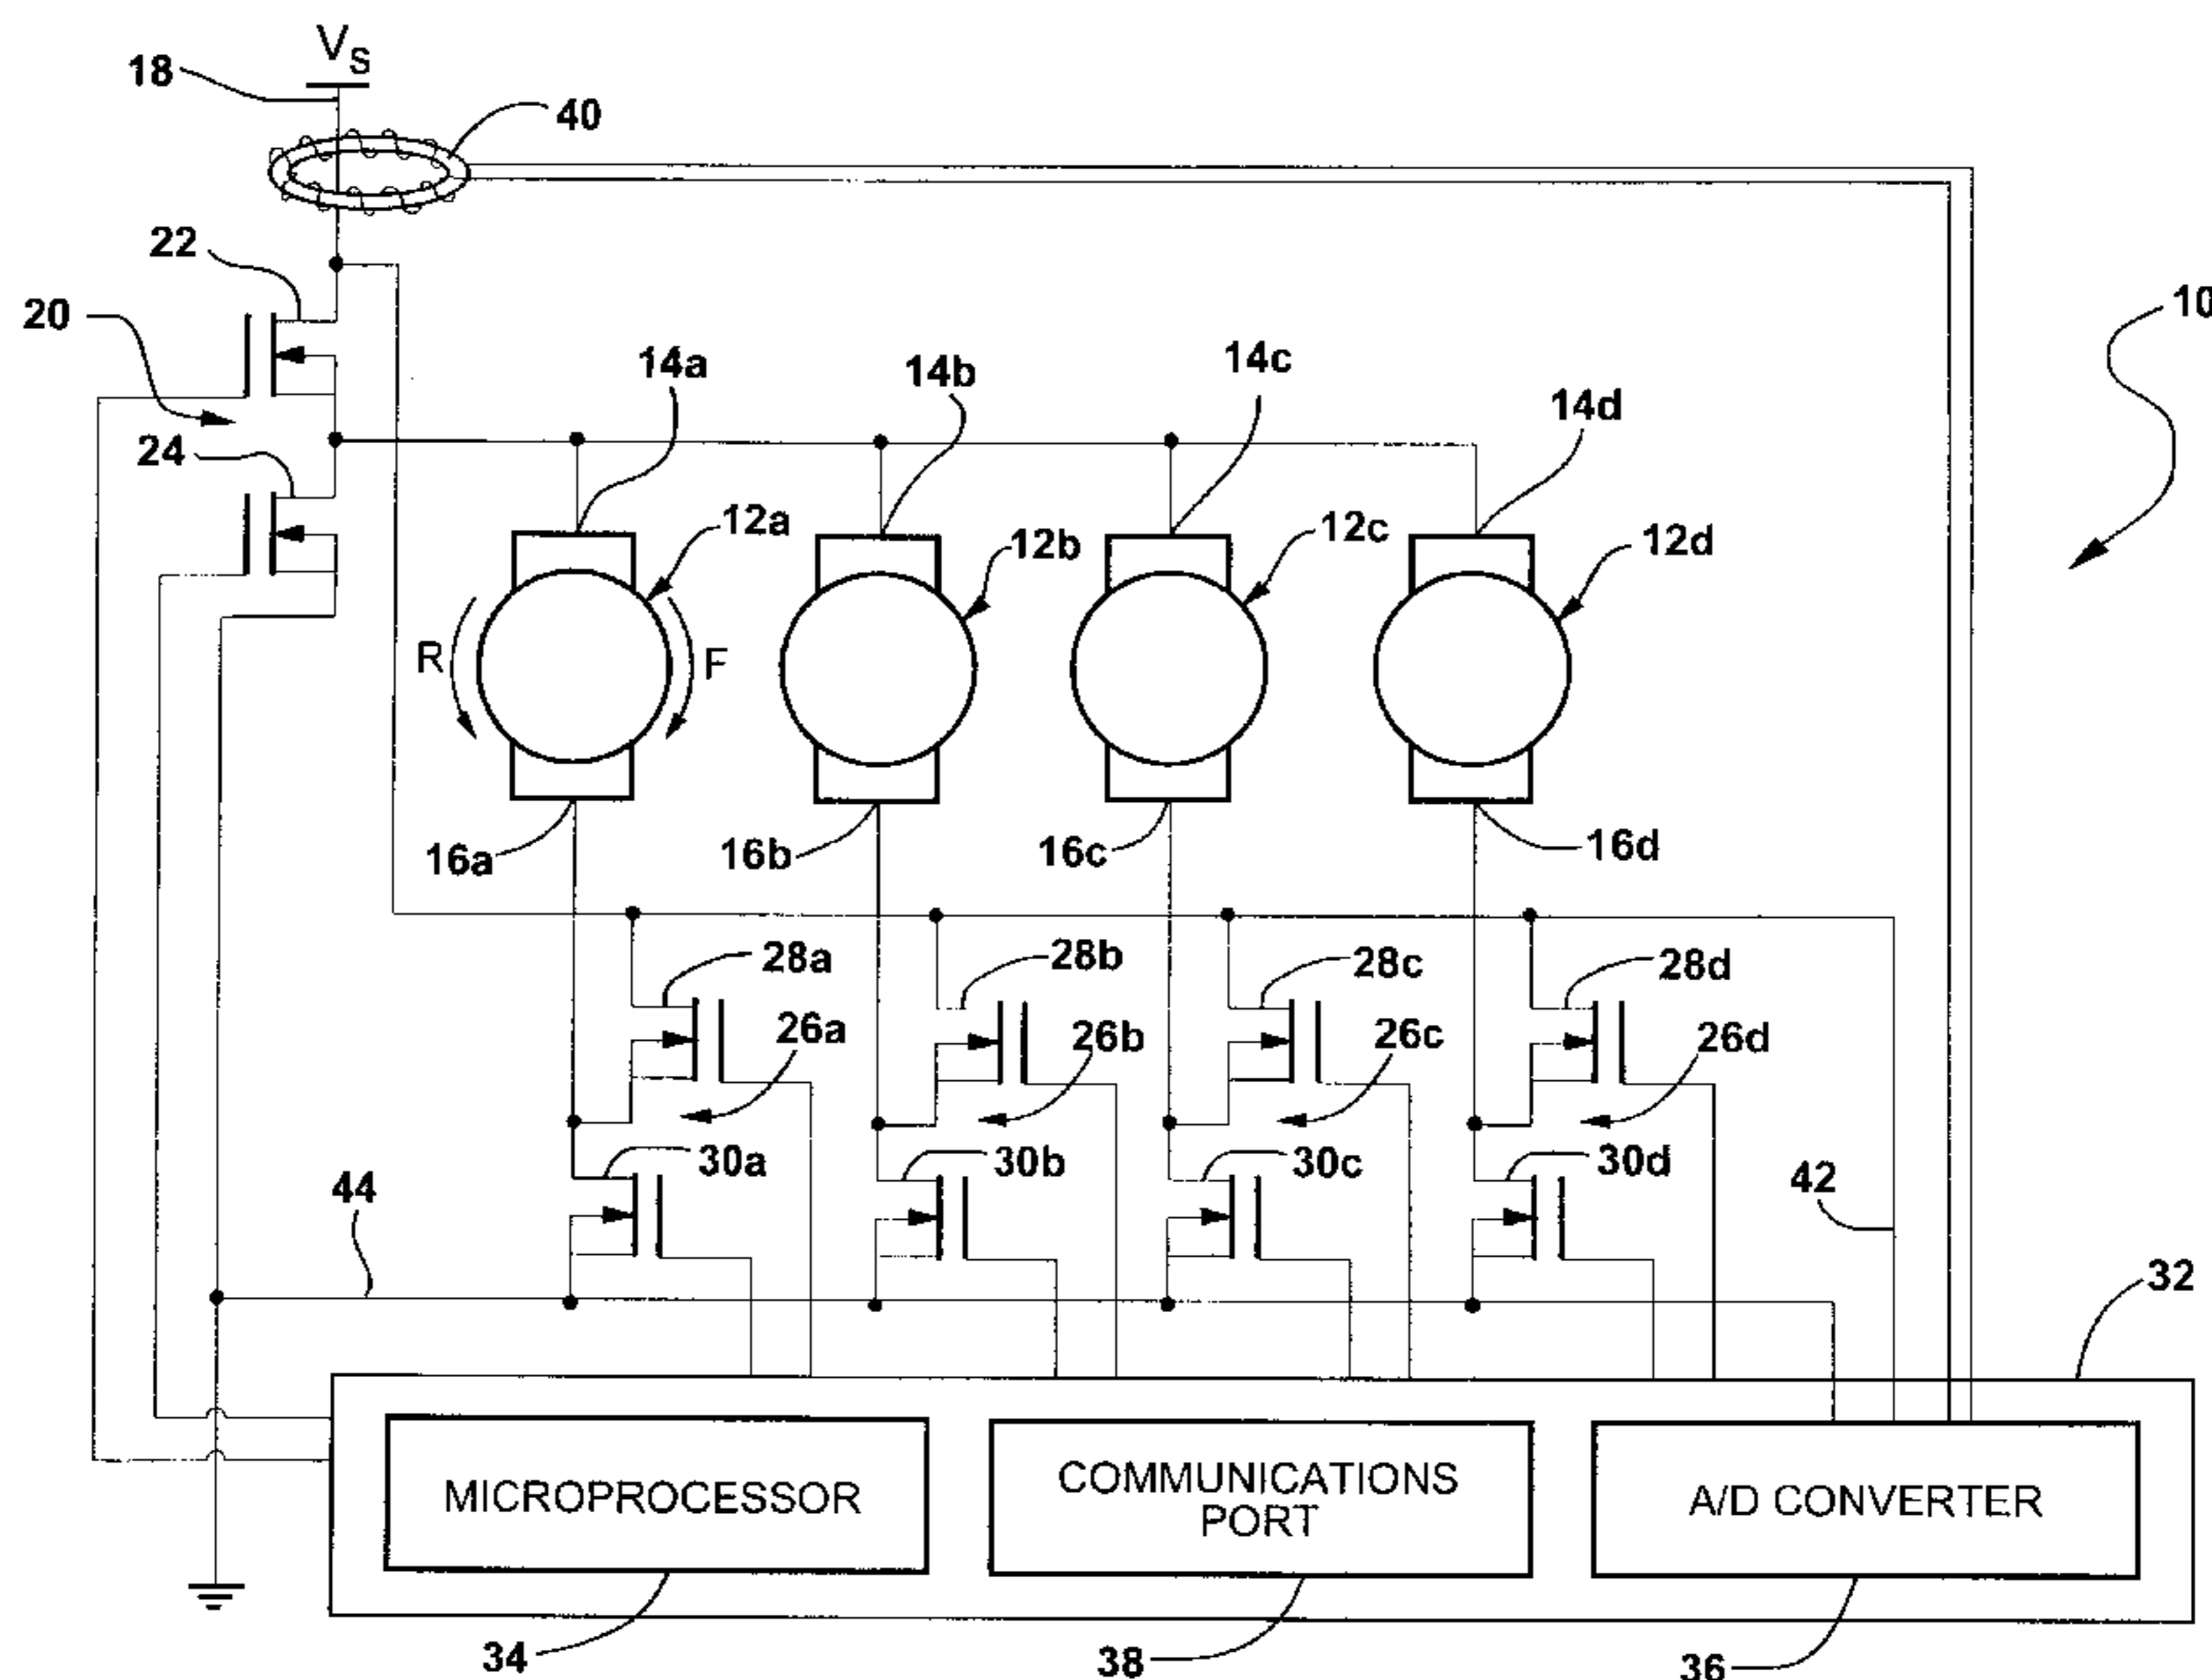 V_S
18
40
22
20
10
14a
14b
14c
14d
24
12a
12b
12c
12d
R
F
16a
16b
16c
16d
28a
28b
28c
28d
26a
26b
26c
26d
30a
30b
30c
30d
42
44
32
MICROPROCESSOR
COMMUNICATIONS
PORT
A/D CONVERTER
34
38
36